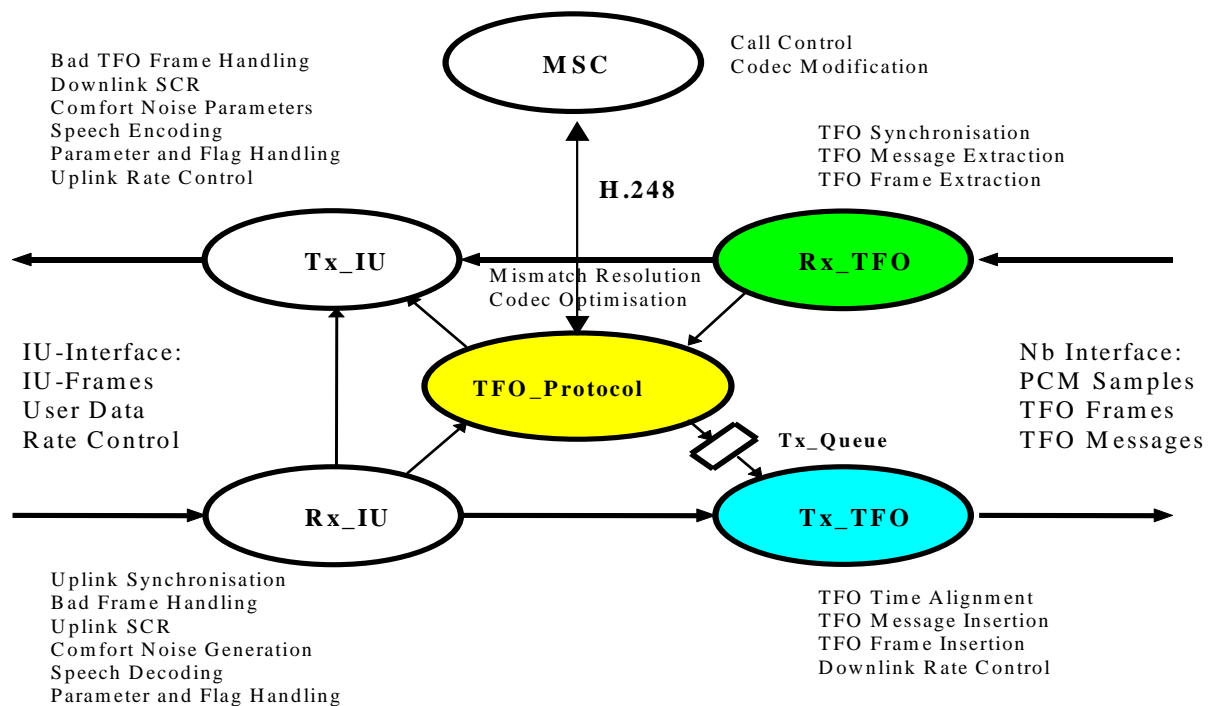 Bad TFO Frame Handling
Downlink SCR
Comfort Noise Parameters
Speech Encoding
Parameter and Flag Handling
Uplink Rate Control
MSC
Call Control
Codec Modification
TFO Synchronisation
TFO Message Extraction
TFO Frame Extraction
H.248
Tx_IU
Rx_TFO
Mismatch Resolution
Codec Optimisation
IU-Interface:
IU-Frames
User Data
Rate Control
TFO_Protocol
Nb Interface:
PCM Samples
TFO Frames
TFO Messages
Tx_Queue
Rx_IU
Tx_TFO
Uplink Synchronisation
Bad Frame Handling
Uplink SCR
Comfort Noise Generation
Speech Decoding
Parameter and Flag Handling
TFO Time Alignment
TFO Message Insertion
TFO Frame Insertion
Downlink Rate Control